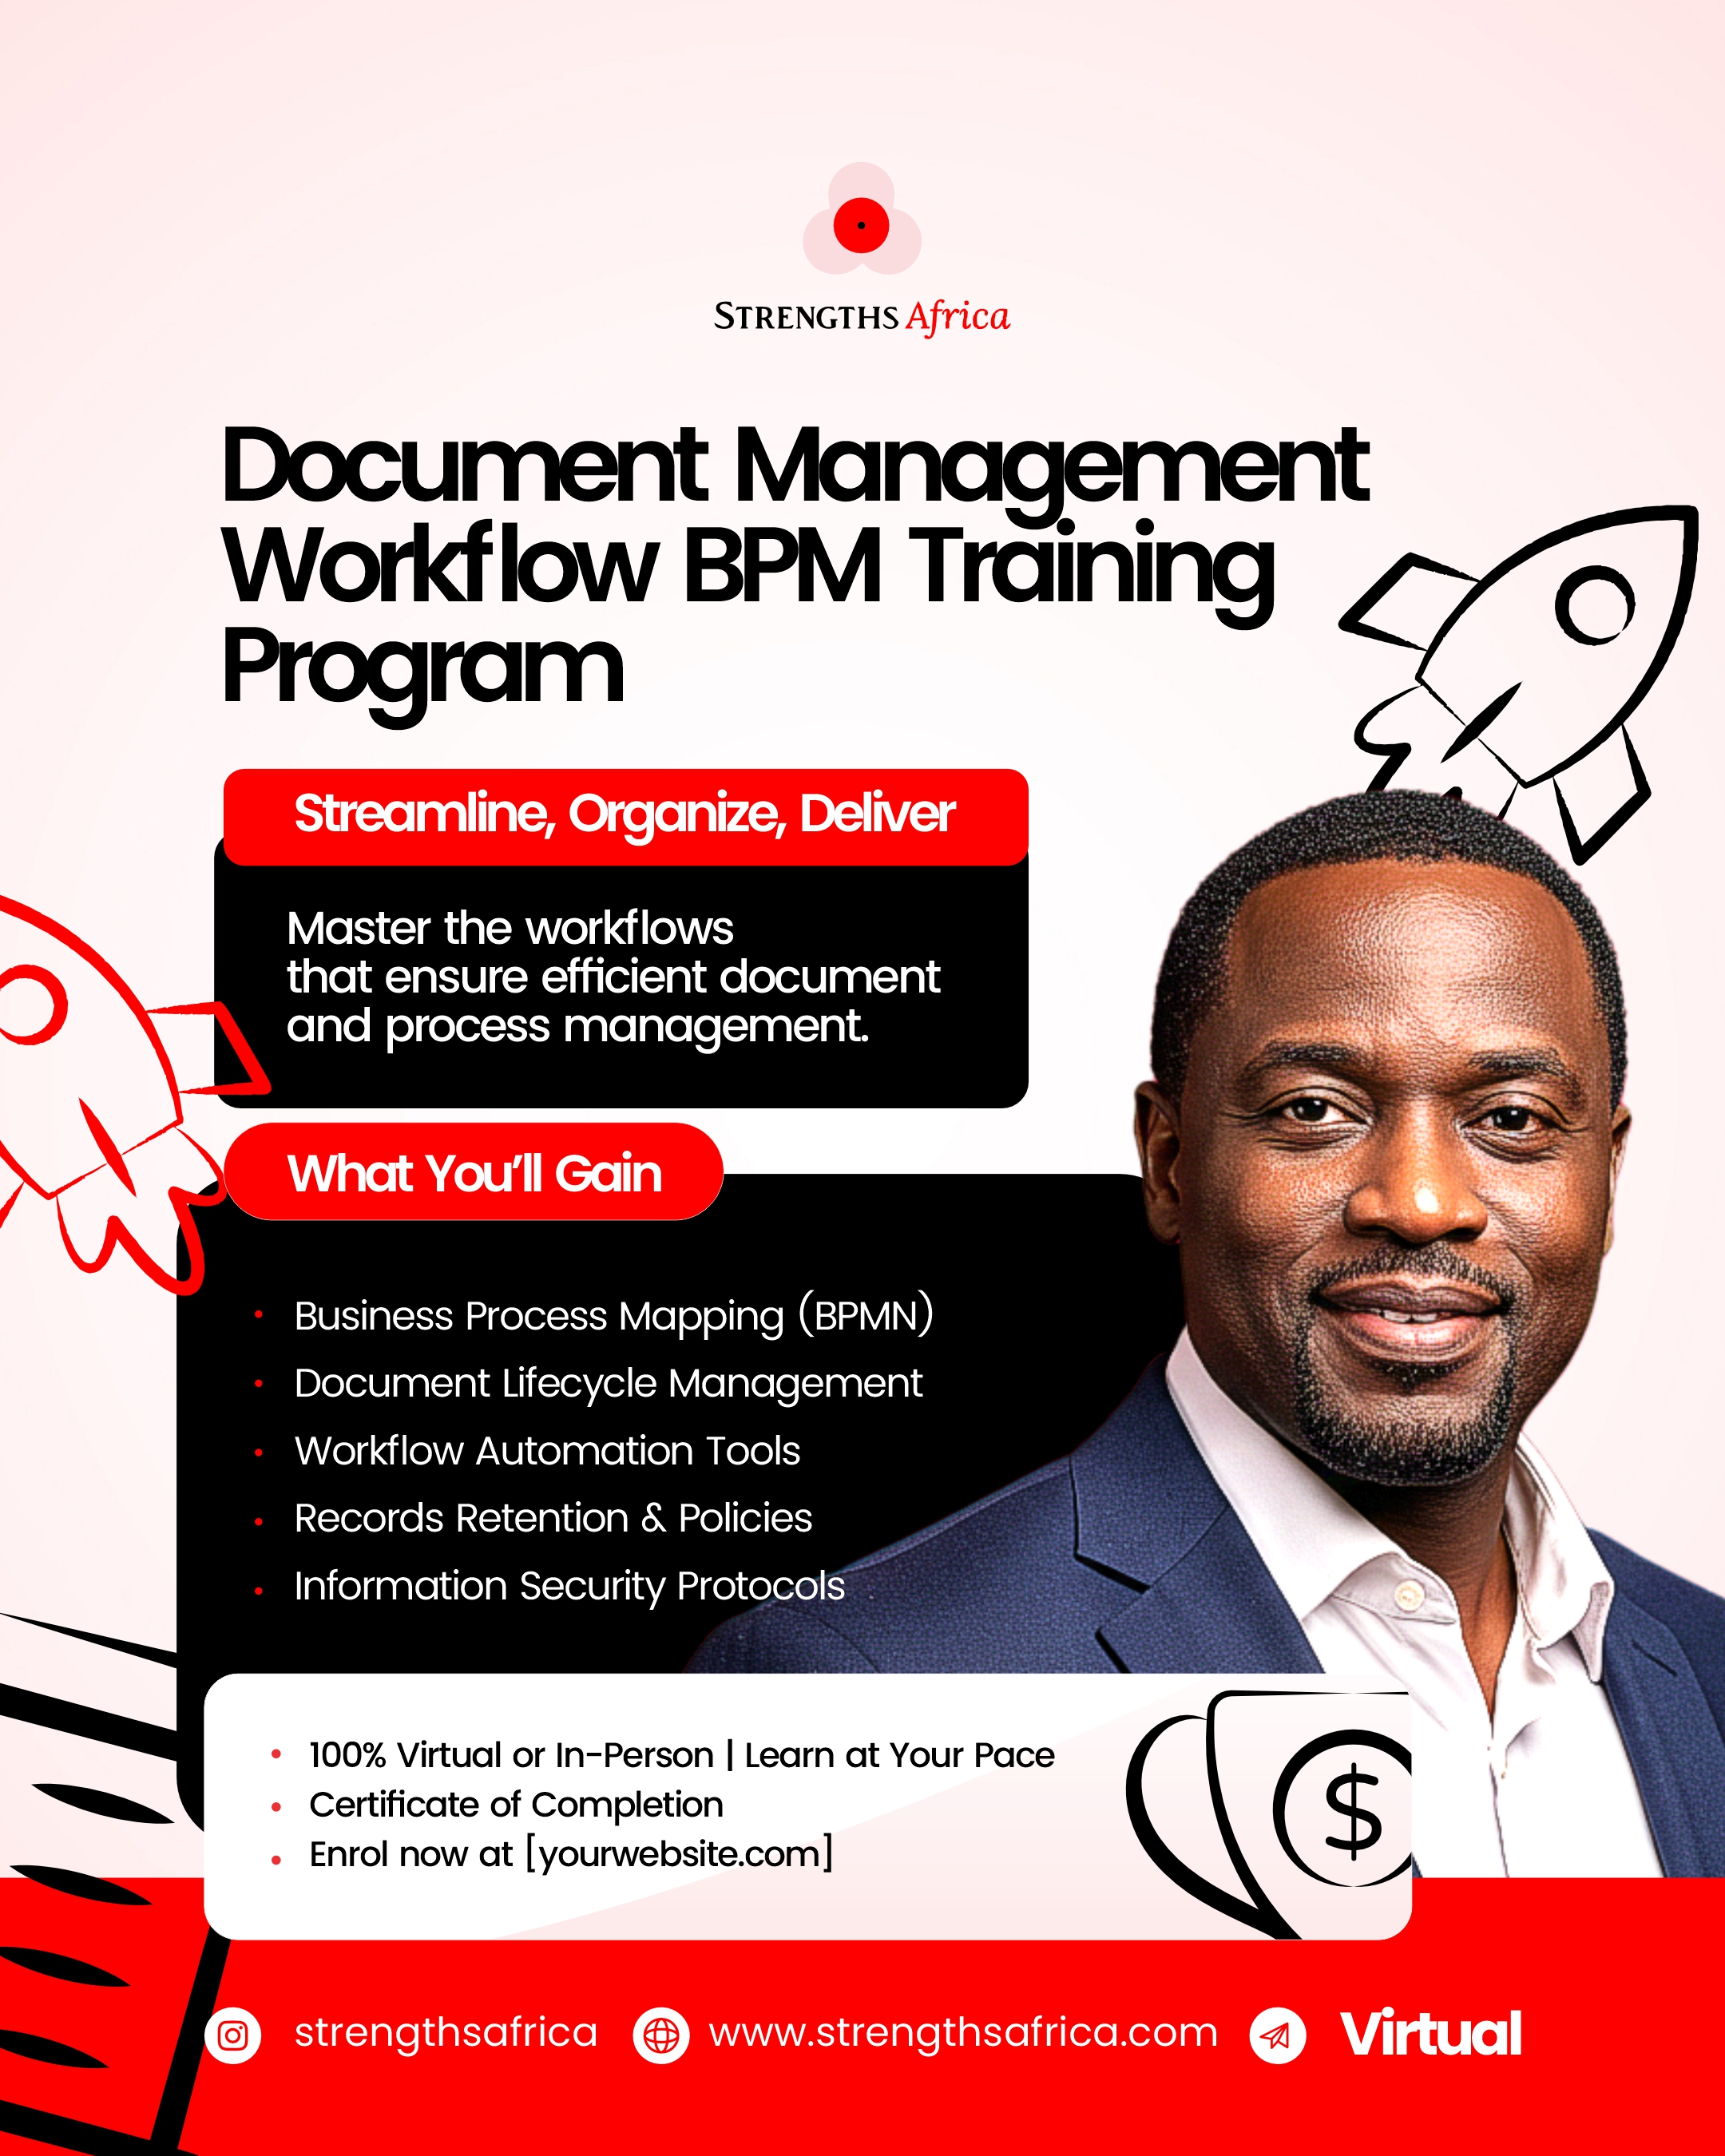 STRENGTHS Africa
Document Management
Workflow BPM Training
Program
Streamline, Organize, Deliver
Master the workflows
that ensure efficient document
and process management.
What You'll Gain
• Business Process Mapping (BPMN)
• Document Lifecycle Management
• Workflow Automation Tools
• Records Retention & Policies
• Information Security Protocols
• 100% Virtual or In-Person | Learn at Your Pace
• Certificate of Completion
• Enrol now at [yourwebsite.com]
$
strengthsafrica www.strengthsafrica.com Virtual